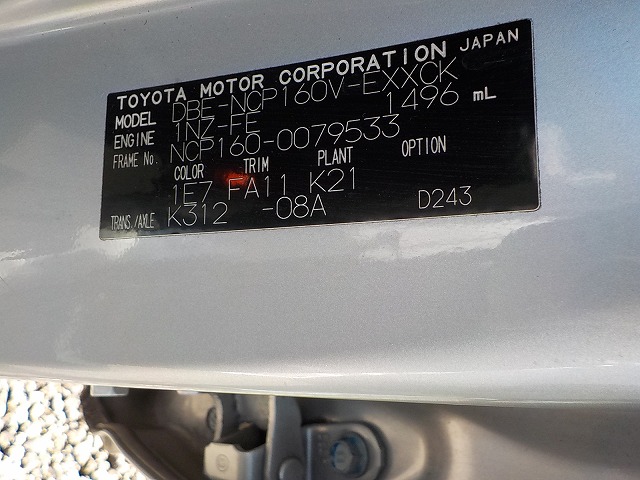 TOYOTA MOTOR CORPORATION JAPAN
MODEL DBE-NCP160V-EXXCK
ENGINE 1NZ-FE 1496 mL
FRAME No. NCP160-0079533
COLOR TRIM PLANT OPTION
1E7 FA11 K21
TRANS./AXLE K312 -08A D243